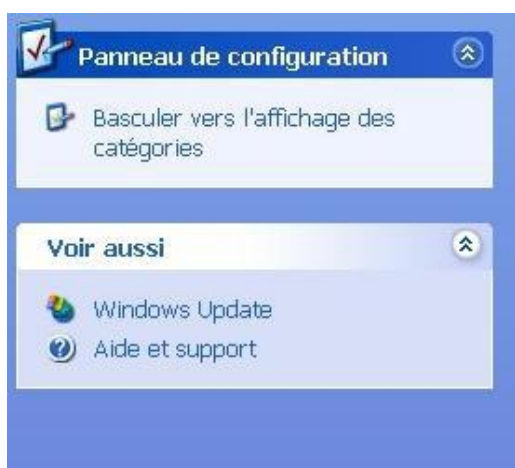 Panneau de configuration
Basculer vers l'affichage des
catégories
Voir aussi
Windows Update
Aide et support